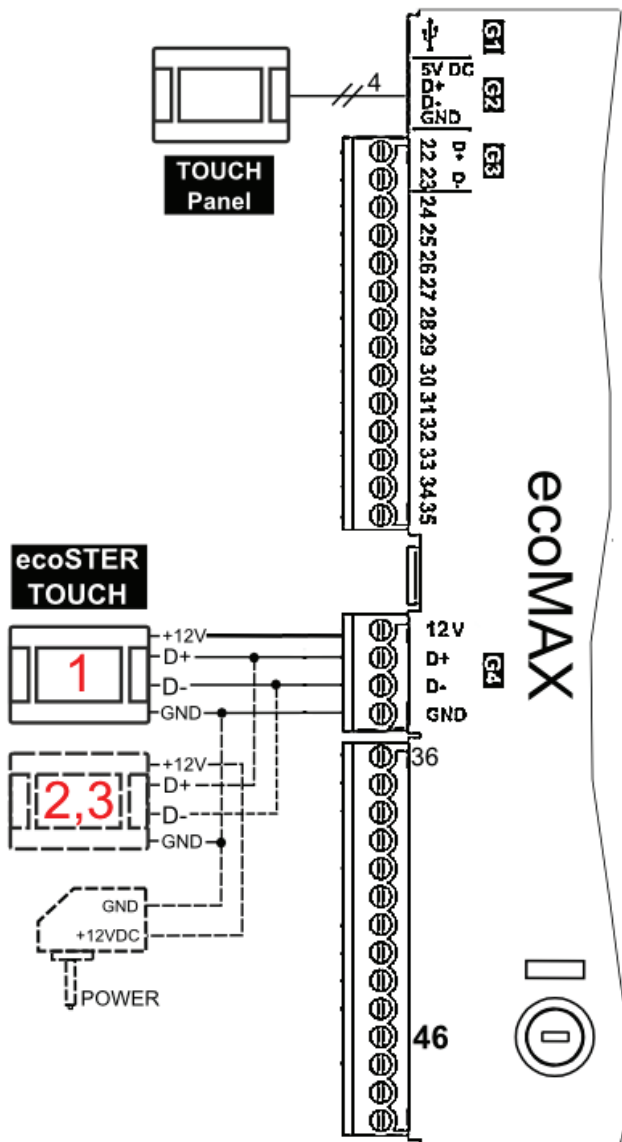 G1
5V DC
D+
D-
GND
G2
4
TOUCH
Panel
22 D+
23 D-
G3
24
25
26
27
28
29
30
31
32
33
34
35
ecoMAX
ecoSTER
TOUCH
1
+12V
D+
D-
GND
12V
D+
D-
GND
G4
2,3
+12V
D+
D-
GND
36
GND
+12VDC
POWER
46